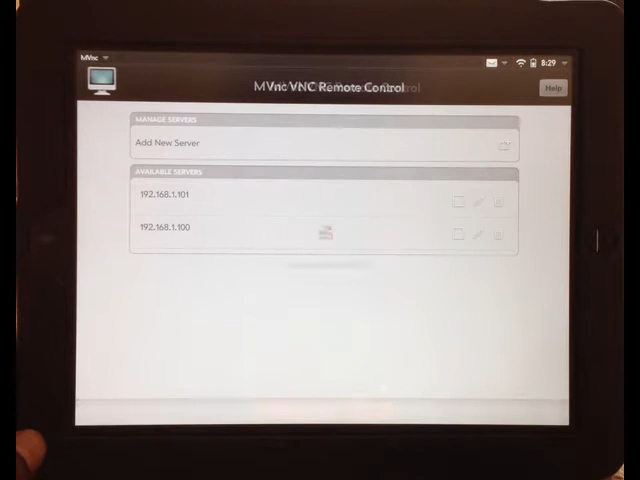 MVnc
8:29
MVnc VNC Remote Control
Help
MANAGE SERVERS
Add New Server
AVAILABLE SERVERS
192.168.1.101
192.168.1.100